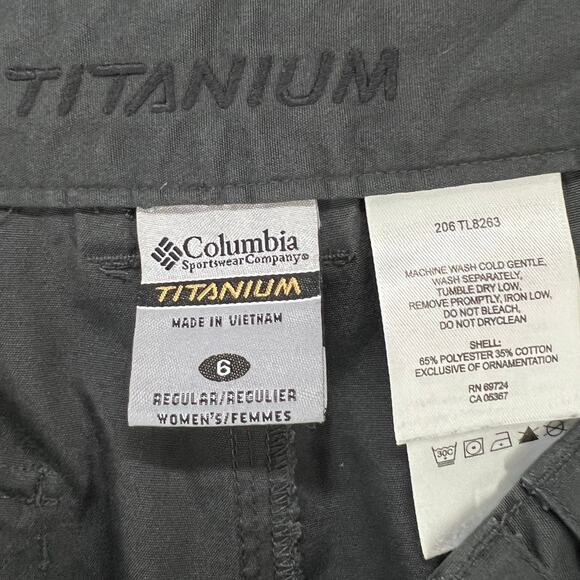 TITANIUM
Columbia
Sportswear Company®
TITANIUM
MADE IN VIETNAM
6
REGULAR/REGULIER
WOMEN'S/FEMMES
206 TL8263
MACHINE WASH COLD GENTLE,
WASH SEPARATELY,
TUMBLE DRY LOW,
REMOVE PROMPTLY, IRON LOW,
DO NOT BLEACH,
DO NOT DRYCLEAN
SHELL:
65% POLYESTER 35% COTTON
EXCLUSIVE OF ORNAMENTATION
RN 69724
CA 05367
30C